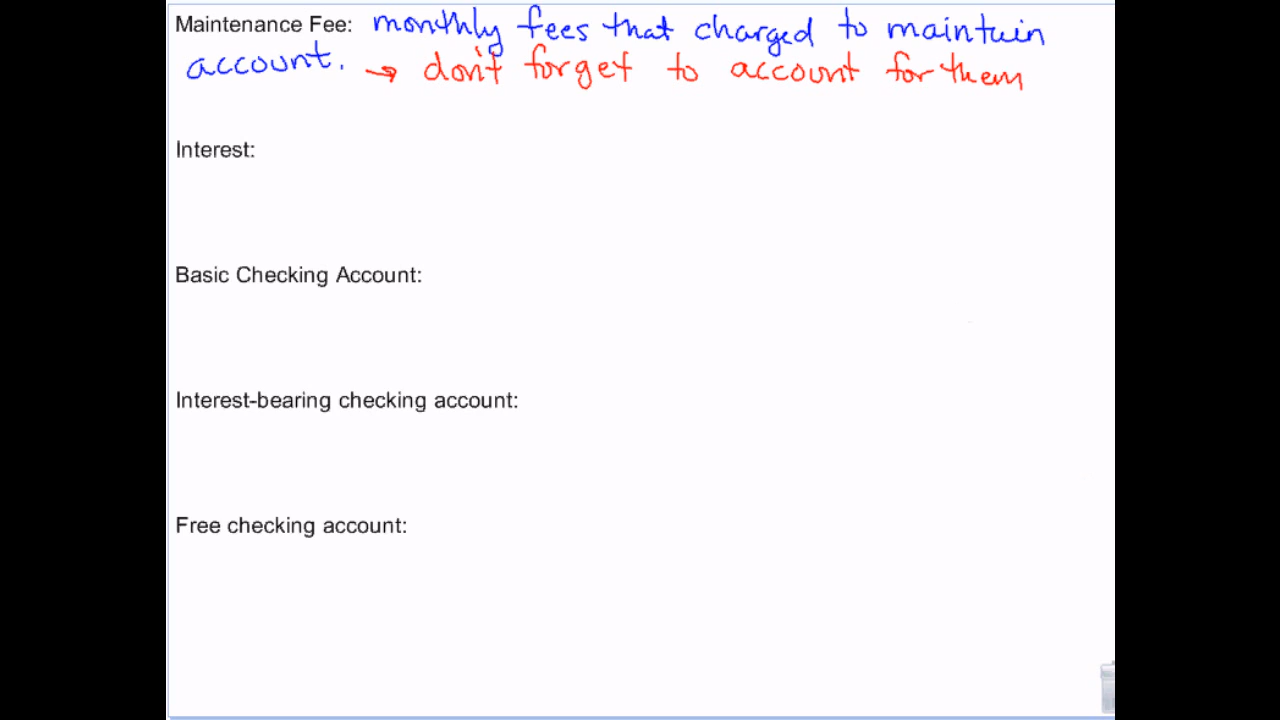 Maintenance Fee: monthly fees that charged to maintain
account. → don't forget to account for them
Interest:
Basic Checking Account:
Interest-bearing checking account:
Free checking account: